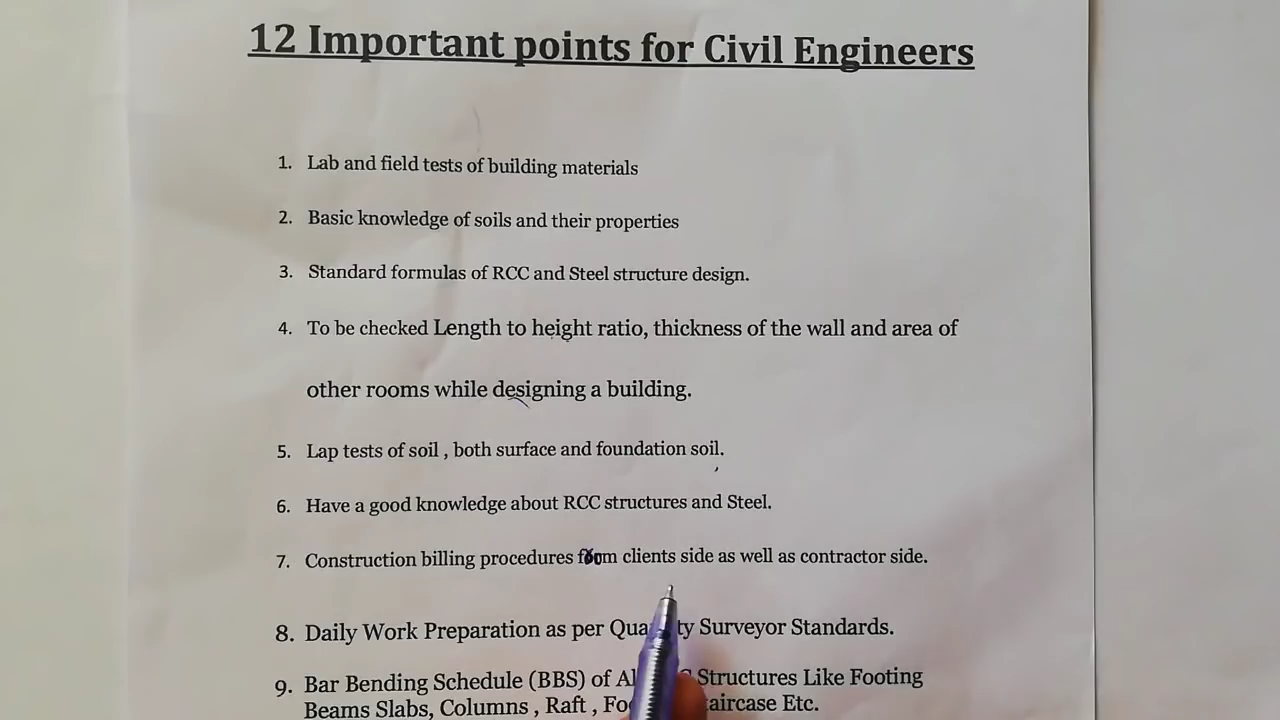 12 Important points for Civil Engineers
1. Lab and field tests of building materials
2. Basic knowledge of soils and their properties
3. Standard formulas of RCC and Steel structure design.
4. To be checked Length to height ratio, thickness of the wall and area of
other rooms while designing a building.
5. Lap tests of soil , both surface and foundation soil.
6. Have a good knowledge about RCC structures and Steel.
7. Construction billing procedures from clients side as well as contractor side.
8. Daily Work Preparation as per Surveyor Standards.
9. Bar Bending Schedule (BBS) of Structures Like Footing
Beams Slabs, Columns , Raft , Etc.